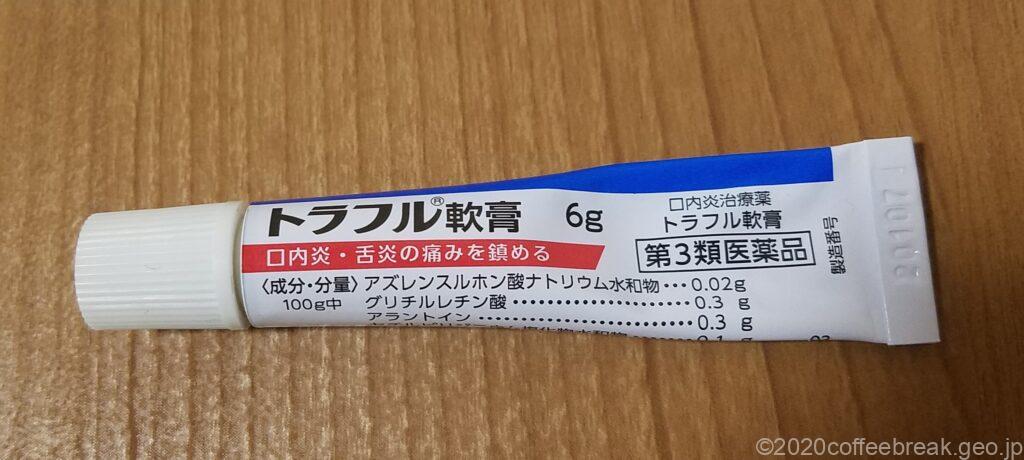 トラフル®軟膏 6g
口内炎・舌炎の痛みを鎮める
〈成分・分量〉アズレンスルホン酸ナトリウム水和物…0.02g
100g中 グリチルレチン酸……………………0.3 g
アラントイン……………………0.3 g
口内炎治療薬
トラフル軟膏
第3類医薬品
製造番号
©2020coffeebreak.geo.jp